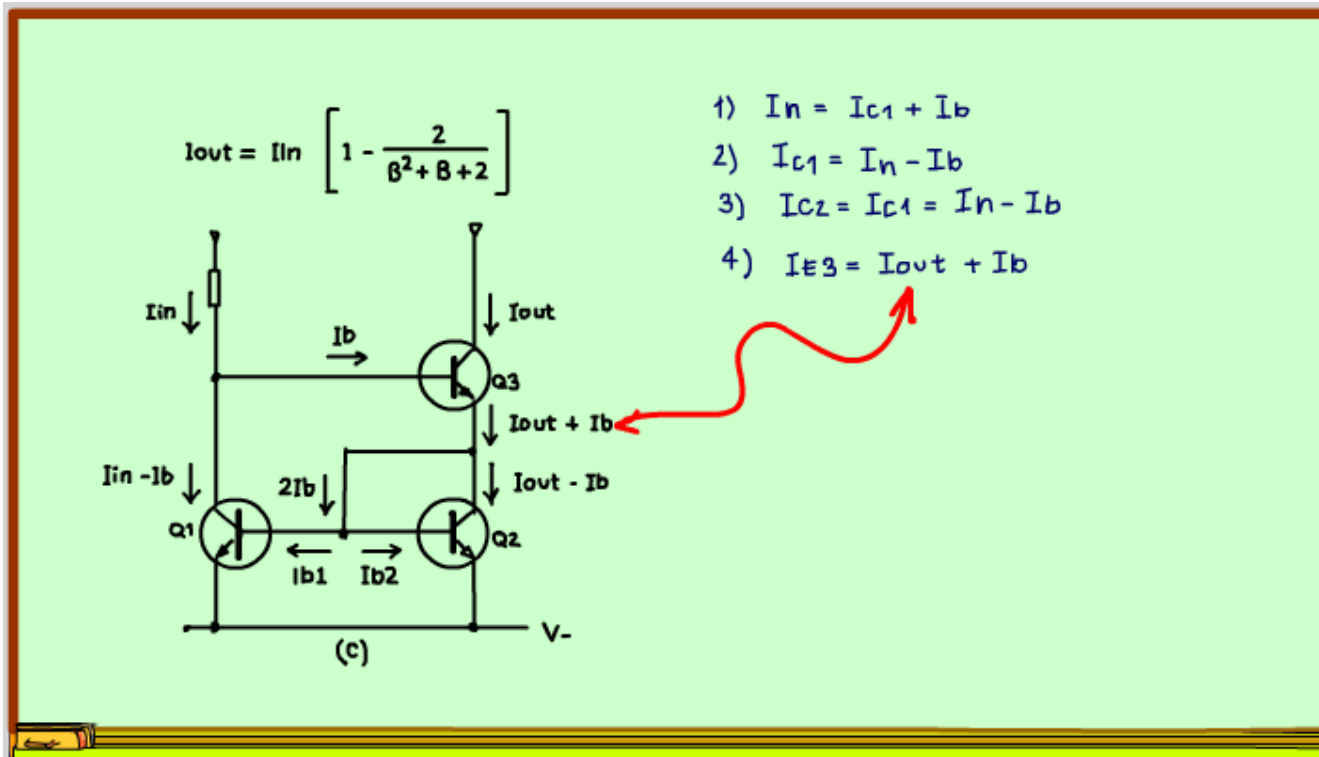 Iout = IIn [ 1 - 2 / β² + β + 2 ]
1) In = Ic1 + Ib
2) Ic1 = In - Ib
3) Ic2 = Ic1 = In - Ib
4) IE3 = Iout + Ib
Iin
Iout
Ib
Q3
Iout + Ib
Iin - Ib
2Ib
Iout - Ib
Q1
Q2
Ib1
Ib2
V-
(C)